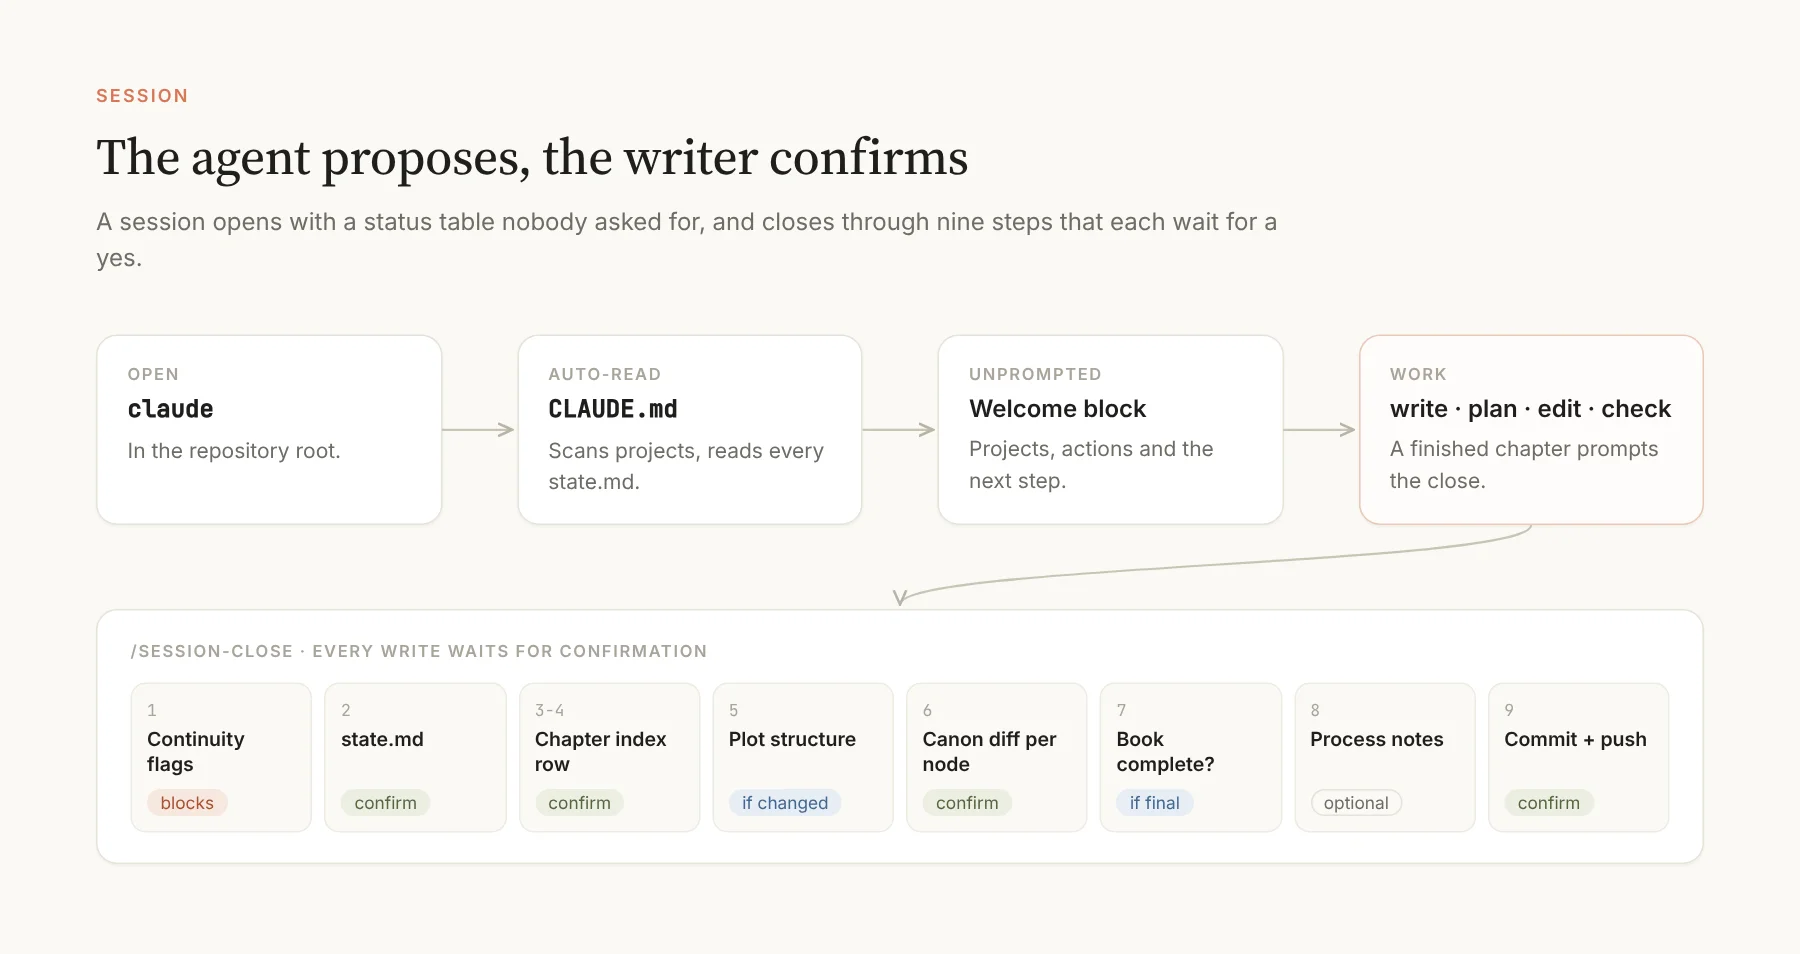 SESSION
The agent proposes, the writer confirms
A session opens with a status table nobody asked for, and closes through nine steps that each wait for a
yes.
OPEN
claude
In the repository root.
AUTO-READ
CLAUDE.md
Scans projects, reads every
state.md.
UNPROMPTED
Welcome block
Projects, actions and the
next step.
WORK
write · plan · edit · check
A finished chapter prompts
the close.
/SESSION-CLOSE · EVERY WRITE WAITS FOR CONFIRMATION
1
Continuity
flags
blocks
2
state.md
confirm
3-4
Chapter index
row
confirm
5
Plot structure
if changed
6
Canon diff per
node
confirm
7
Book
complete?
if final
8
Process notes
optional
9
Commit + push
confirm